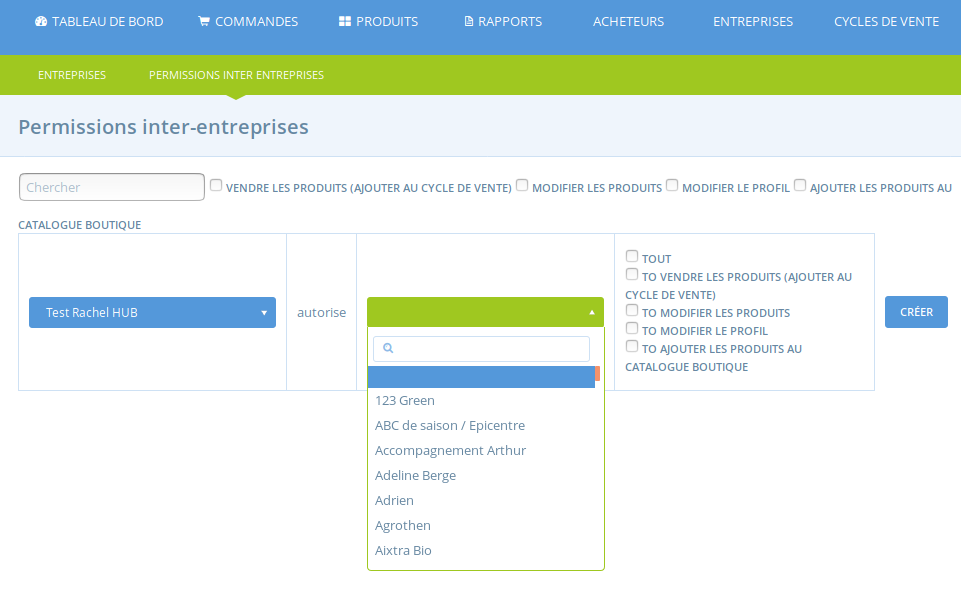 TABLEAU DE BORD COMMANDES PRODUITS RAPPORTS ACHETEURS ENTREPRISES CYCLES DE VENTE
ENTREPRISES PERMISSIONS INTER ENTREPRISES
Permissions inter-entreprises
Chercher VENDRE LES PRODUITS (AJOUTER AU CYCLE DE VENTE) MODIFIER LES PRODUITS MODIFIER LE PROFIL AJOUTER LES PRODUITS AU
CATALOGUE BOUTIQUE
Test Rachel HUB
autorise
TOUT
TO VENDRE LES PRODUITS (AJOUTER AU
CYCLE DE VENTE)
TO MODIFIER LES PRODUITS
TO MODIFIER LE PROFIL
TO AJOUTER LES PRODUITS AU
CATALOGUE BOUTIQUE
CRÉER
123 Green
ABC de saison / Epicentre
Accompagnement Arthur
Adeline Berge
Adrien
Agrothen
Aixtra Bio